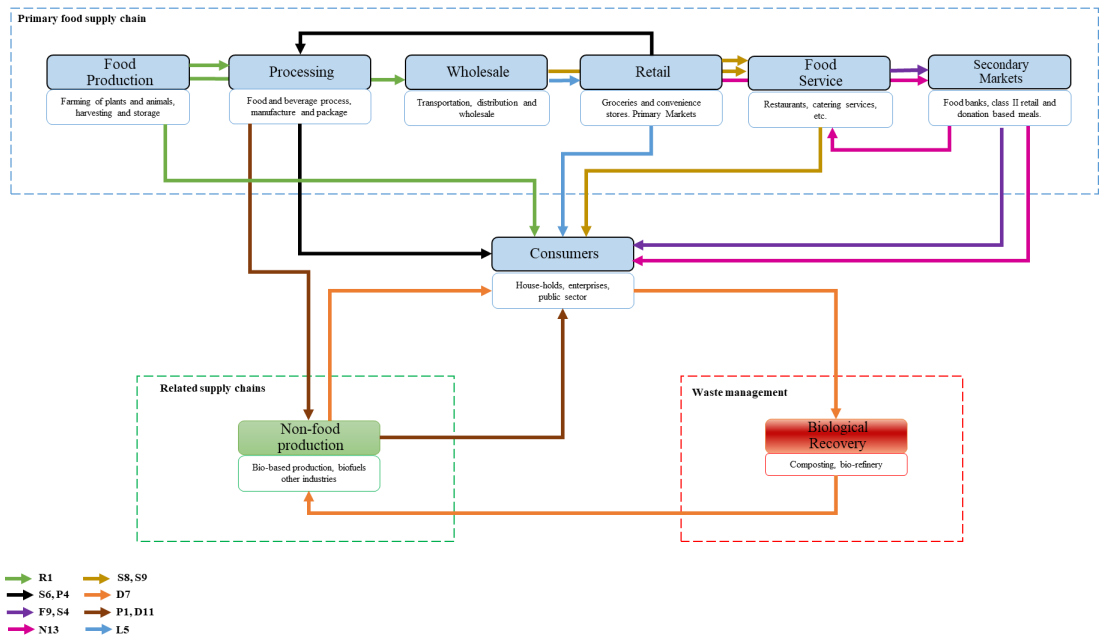 Primary food supply chain
Food
Production
Farming of plants and animals,
harvesting and storage
Processing
Food and beverage process,
manufacture and package
Wholesale
Transportation, distribution and
wholesale
Retail
Groceries and convenience
stores. Primary Markets
Food
Service
Restaurants, catering services,
etc.
Secondary
Markets
Food banks, class II retail and
donation based meals.
Consumers
House-holds, enterprises,
public sector
Related supply chains
Non-food
production
Bio-based production, biofuels
other industries
Waste management
Biological
Recovery
Composting, bio-refinery
R1
S6, P4
F9, S4
N13
S8, S9
D7
P1, D11
L5